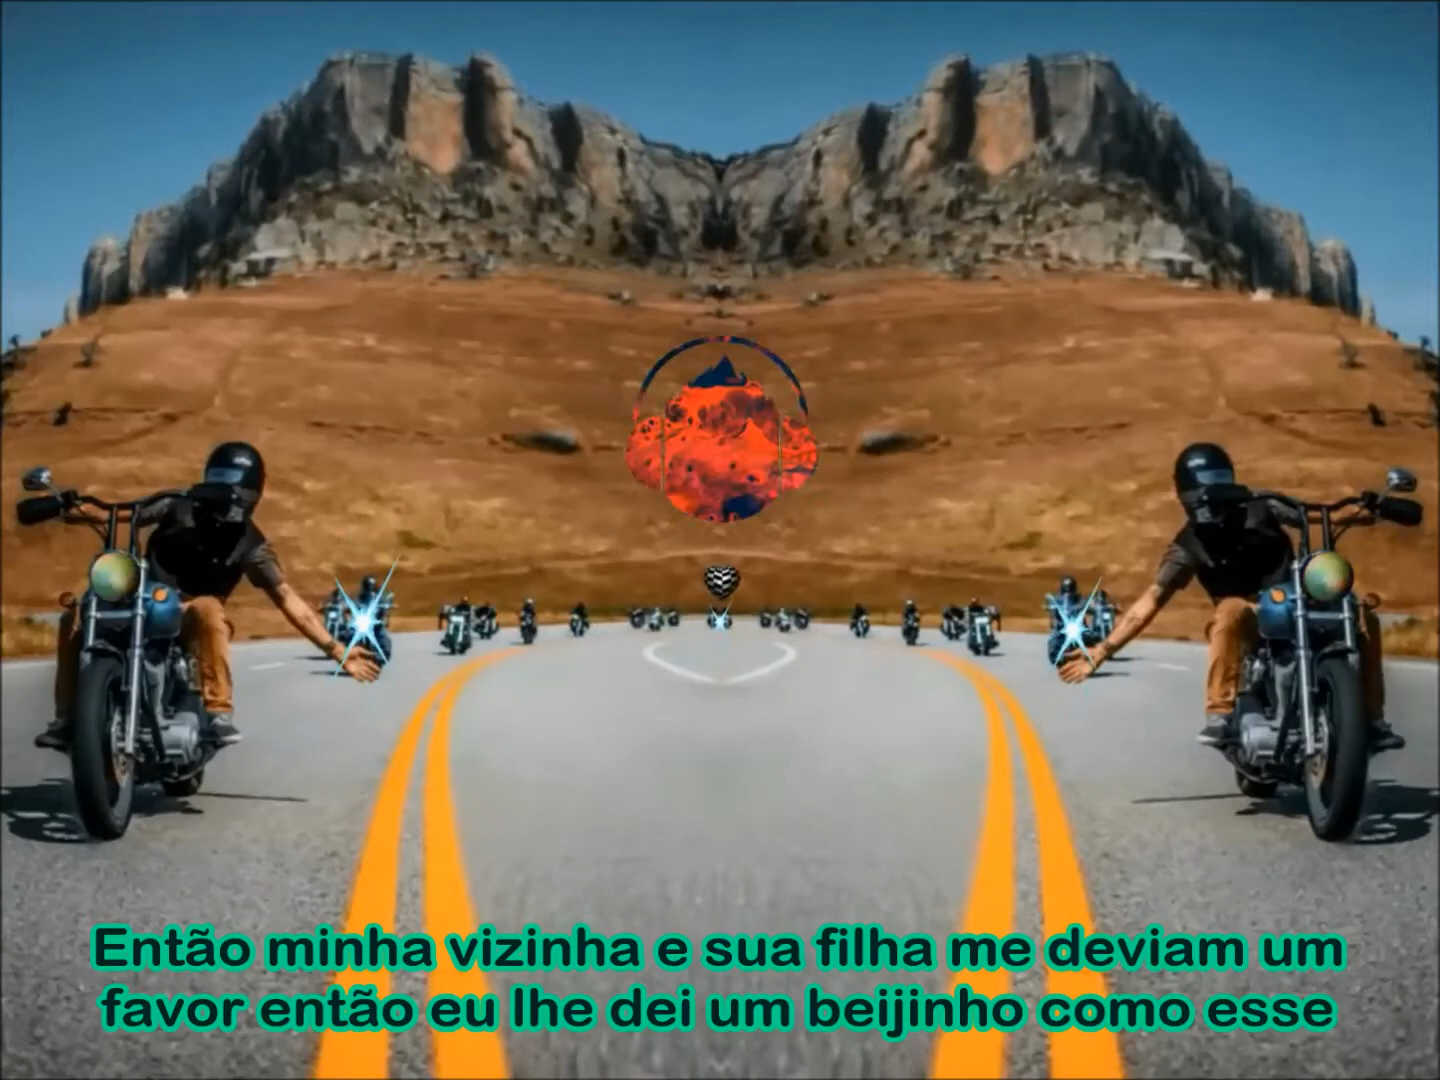 Então minha vizinha e sua filha me deviam um
favor então eu lhe dei um beijinho como esse